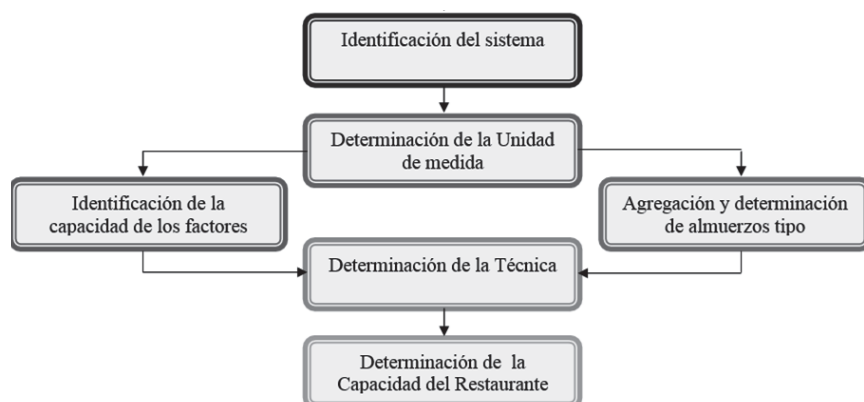 Identificación del sistema
Determinación de la Unidad
de medida
Identificación de la
capacidad de los factores
Agregación y determinación
de almuerzos tipo
Determinación de la Técnica
Determinación de la
Capacidad del Restaurante